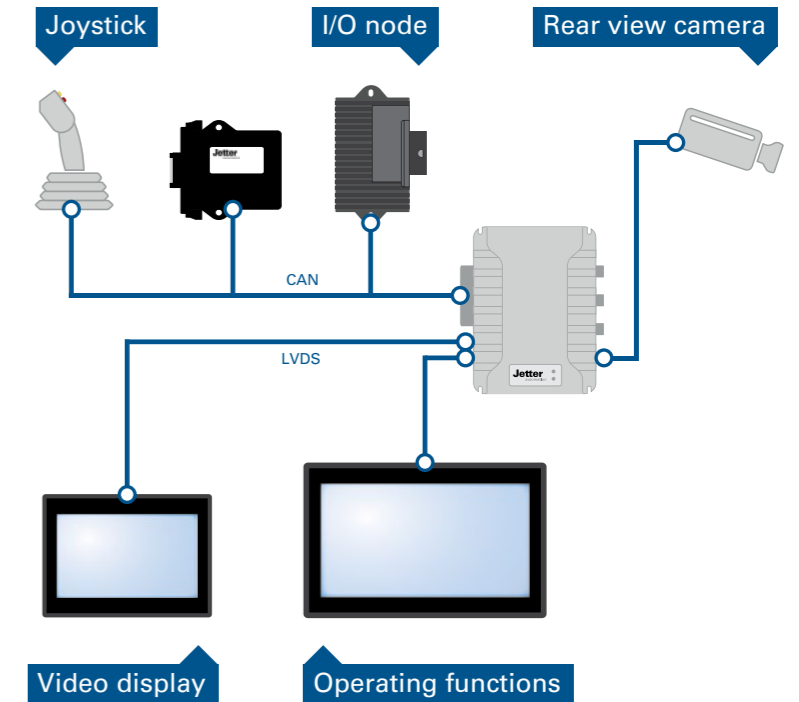 Joystick
I/O node
Rear view camera
Jetter
CAN
LVDS
Jetter
Video display
Operating functions